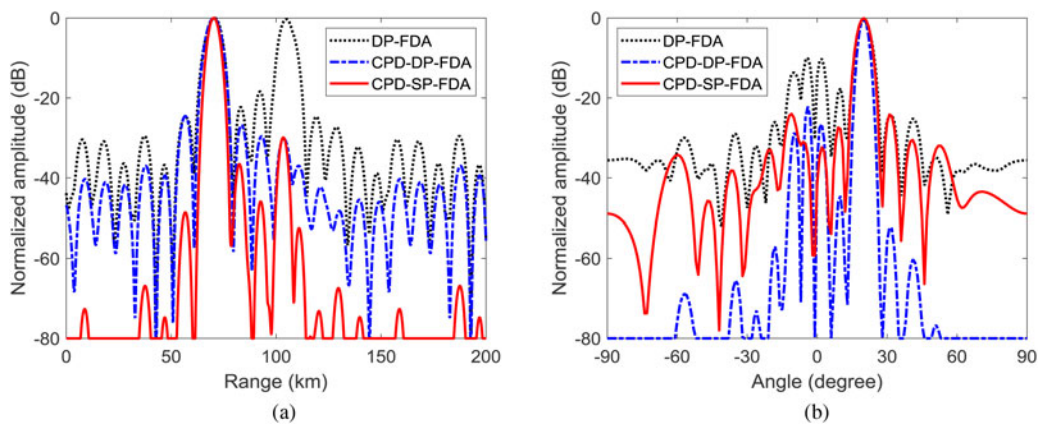 0
-20
-40
-60
-80
Normalized amplitude (dB)
DP-FDA
CPD-DP-FDA
CPD-SP-FDA
0 50 100 150 200
Range (km)
(a)
0
-20
-40
-60
-80
Normalized amplitude (dB)
DP-FDA
CPD-DP-FDA
CPD-SP-FDA
-90 -60 -30 0 30 60 90
Angle (degree)
(b)